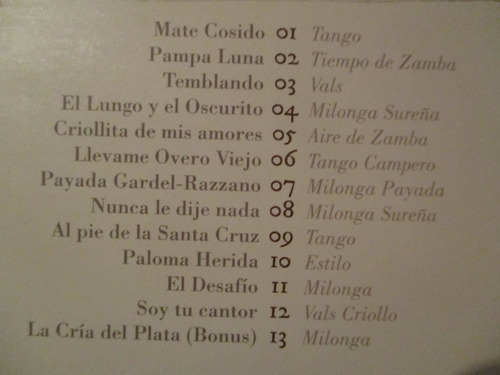 Mate Cosido 01 Tango
Pampa Luna 02 Tiempo de Zamba
Temblando 03 Vals
El Lungo y el Oscurito 04 Milonga Sureña
Criollita de mis amores 05 Aire de Zamba
Llevame Overo Viejo 06 Tango Campero
Payada Gardel-Razzano 07 Milonga Payada
Nunca le dije nada 08 Milonga Sureña
Al pie de la Santa Cruz 09 Tango
Paloma Herida 10 Estilo
El Desafío 11 Milonga
Soy tu cantor 12 Vals Criollo
La Cría del Plata (Bonus) 13 Milonga